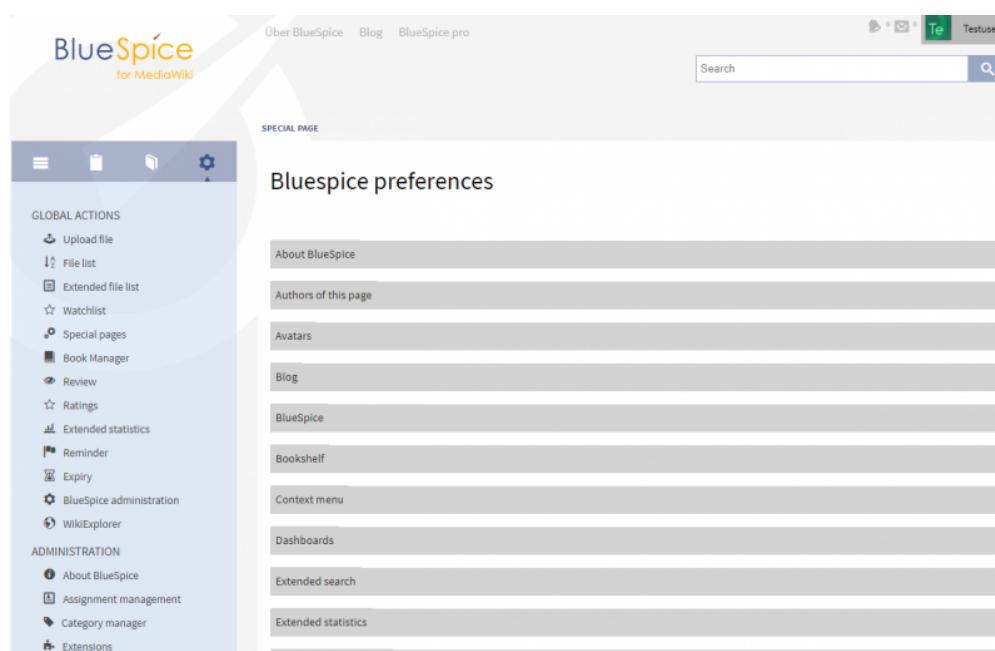 BlueSpice
for MediaWiki
Über BlueSpice Blog BlueSpice pro
0 0 Te Testuse
Search
SPECIAL PAGE
Bluespice preferences
GLOBAL ACTIONS
Upload file
File list
Extended file list
Watchlist
Special pages
Book Manager
Review
Ratings
Extended statistics
Reminder
Expiry
BlueSpice administration
WikiExplorer
ADMINISTRATION
About BlueSpice
Assignment management
Category manager
Extensions
About BlueSpice
Authors of this page
Avatars
Blog
BlueSpice
Bookshelf
Context menu
Dashboards
Extended search
Extended statistics